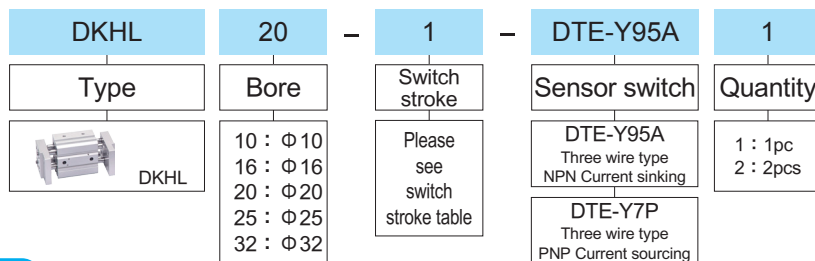 DKHL 20 – 1 – DTE-Y95A 1
Type Bore Switch stroke Sensor switch Quantity
DKHL
10：Φ10
16：Φ16
20：Φ20
25：Φ25
32：Φ32
Please
see
switch
stroke table
DTE-Y95A
Three wire type
NPN Current sinking
DTE-Y7P
Three wire type
PNP Current sourcing
1：1pc
2：2pcs